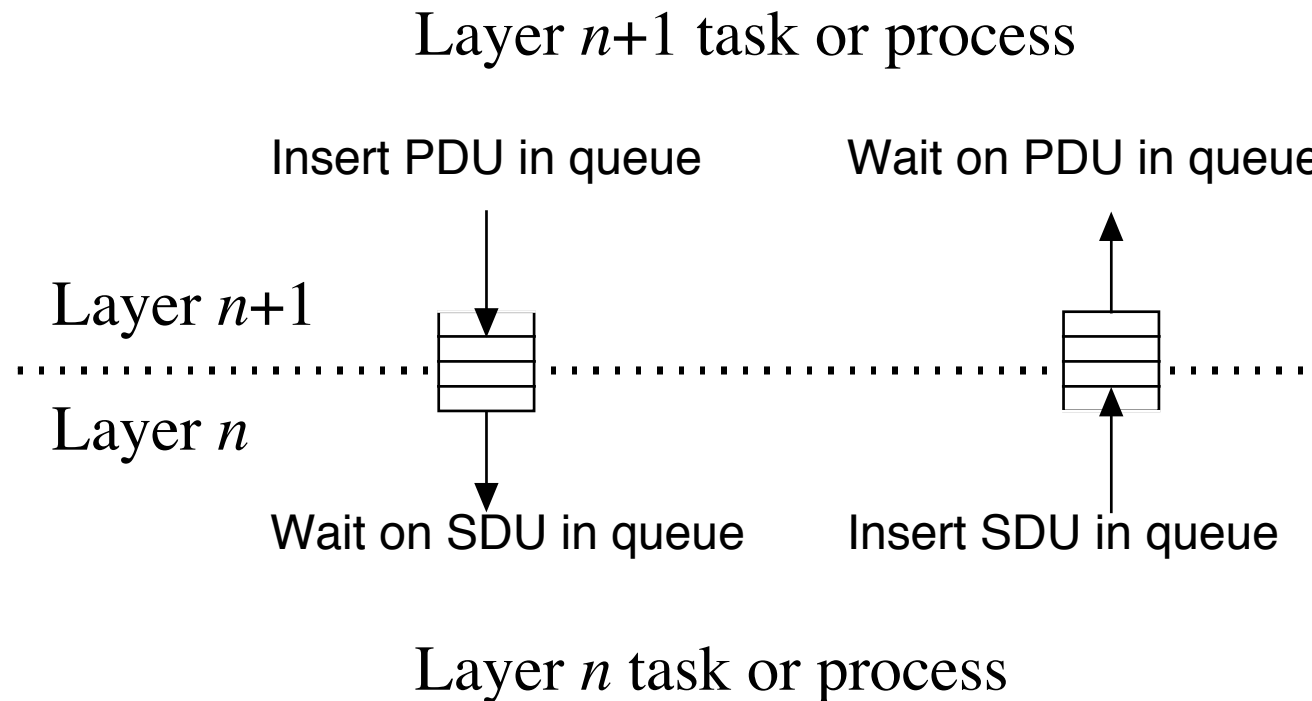 Layer n+1 task or process
Insert PDU in queue
Wait on PDU in queue
Layer n+1
Layer n
Wait on SDU in queue
Insert SDU in queue
Layer n task or process